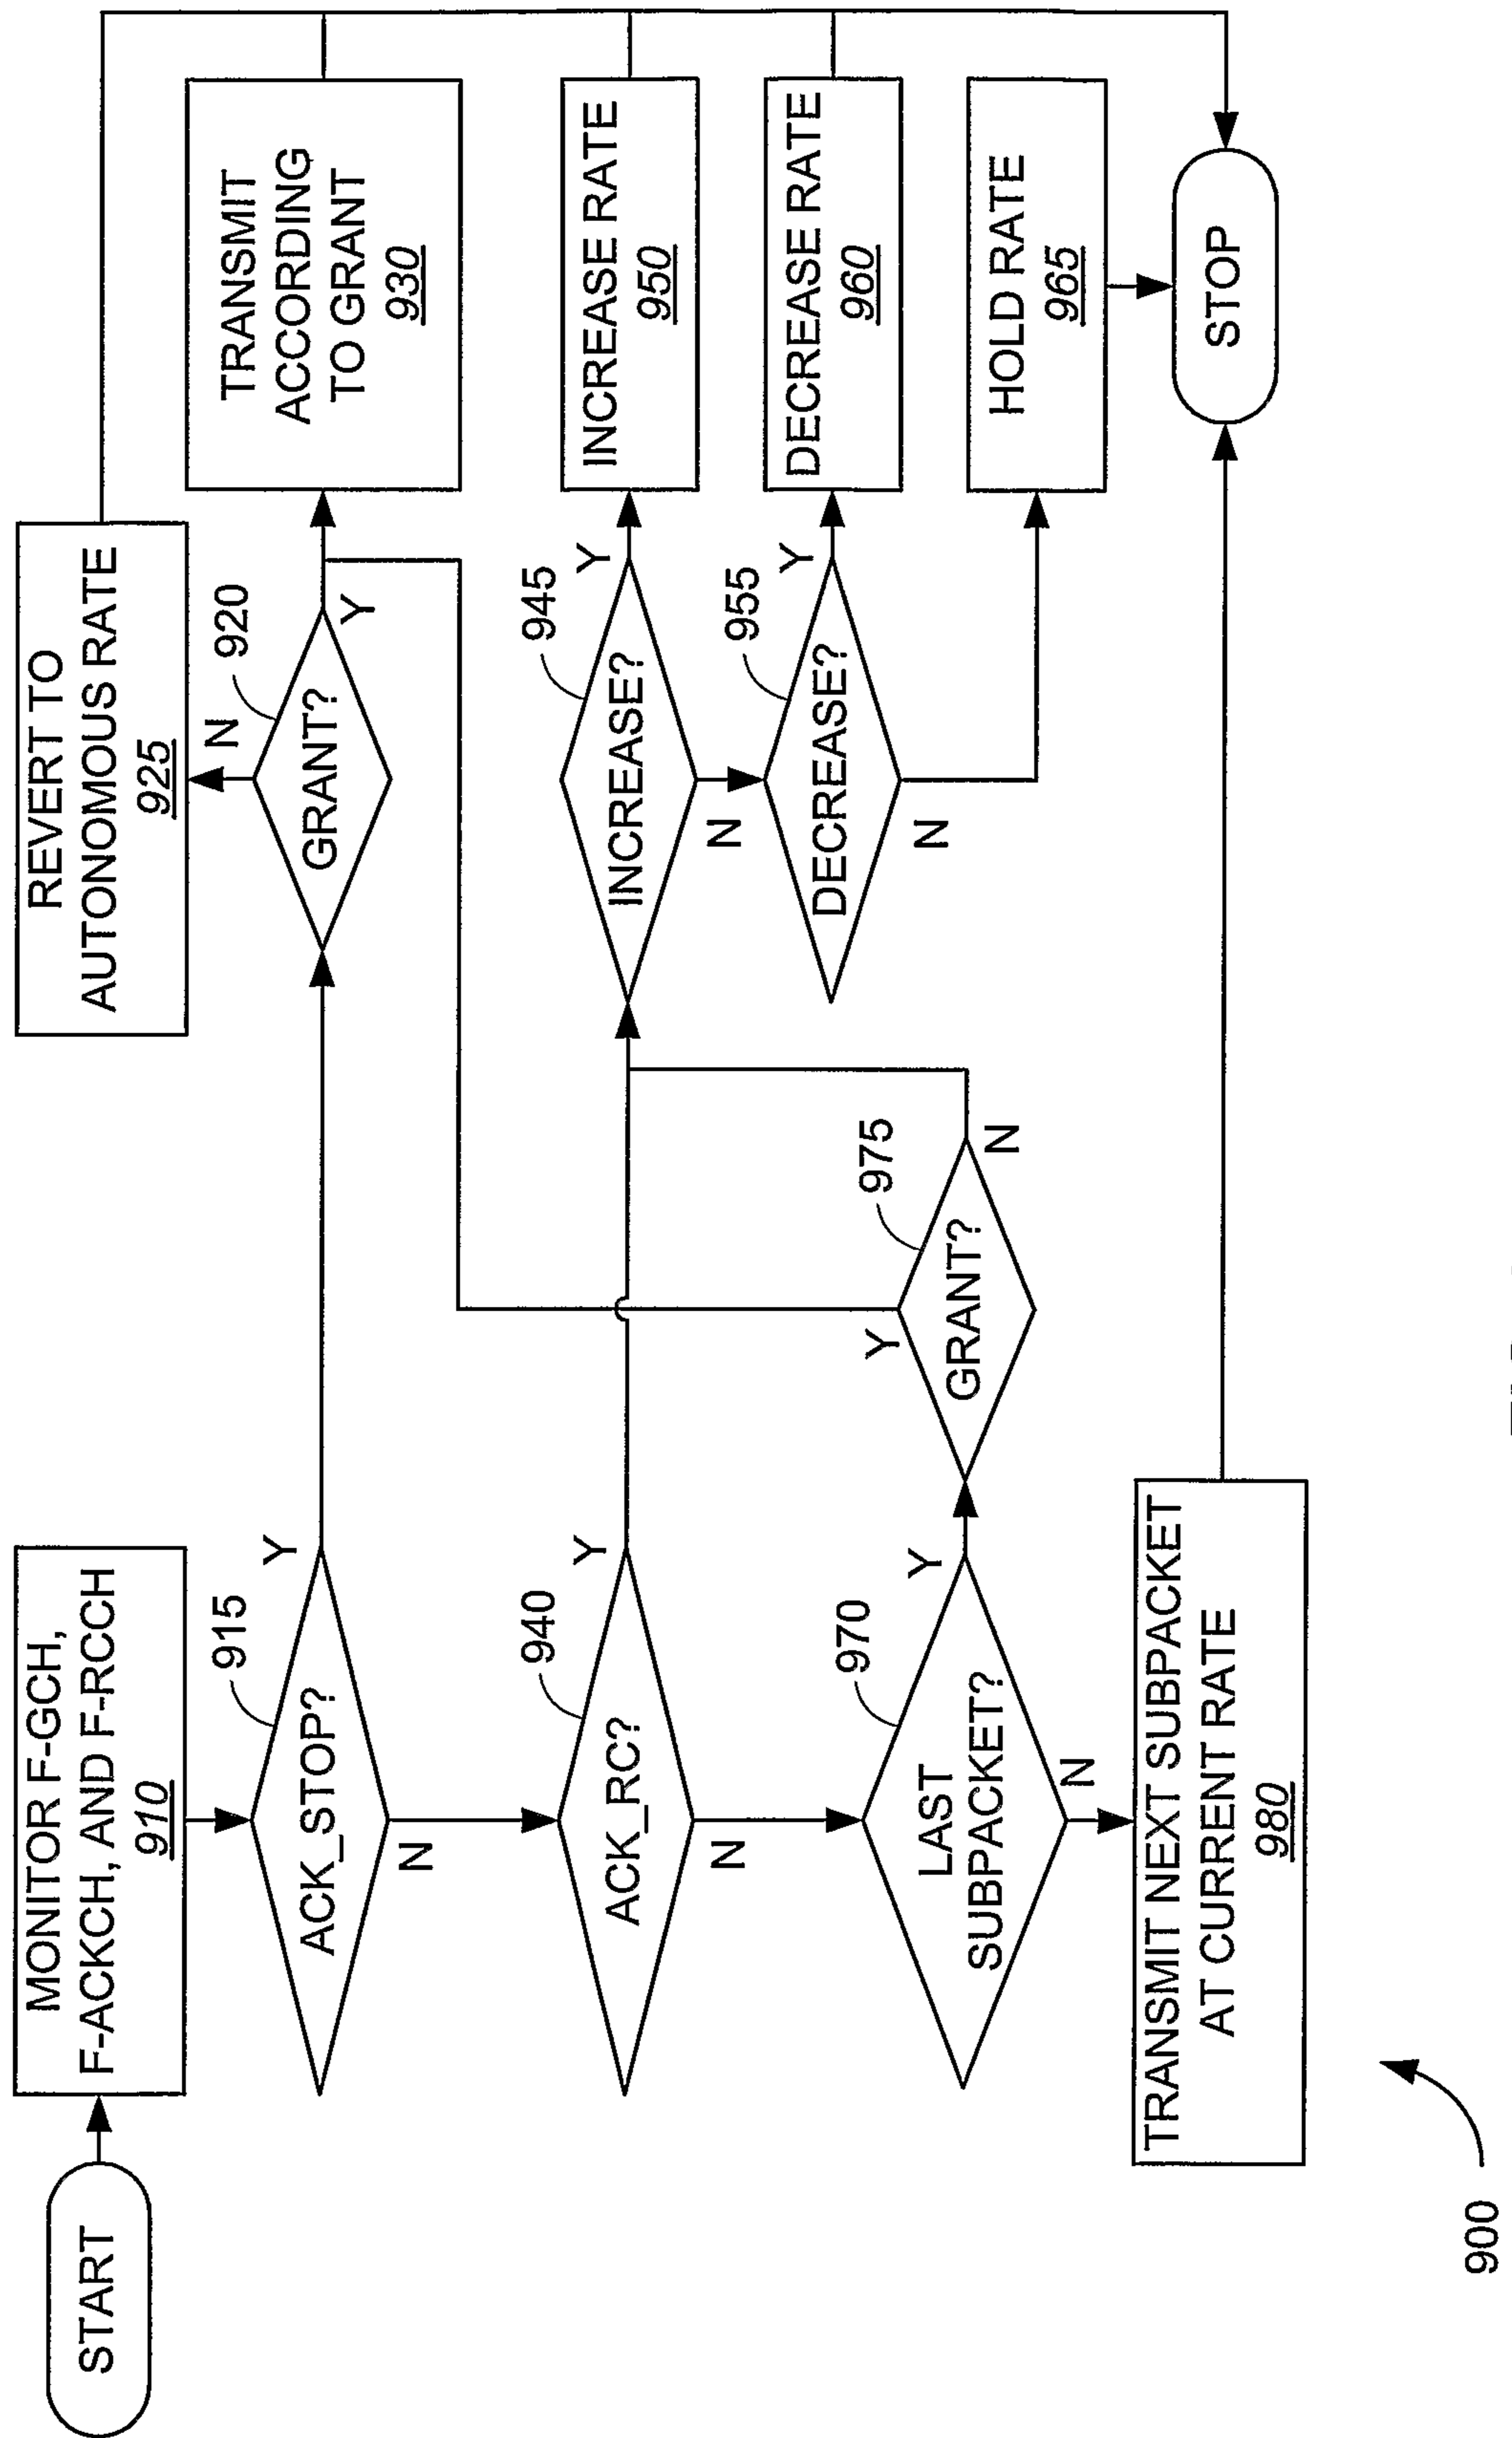 START
MONITOR F-GCH,
F-ACKCH, AND F-RCCH
910
915
ACK_STOP?
Y
N
920
GRANT?
N
Y
REVERT TO
AUTONOMOUS RATE
925
TRANSMIT
ACCORDING
TO GRANT
930
940
ACK_RC?
Y
N
945
INCREASE?
Y
N
INCREASE RATE
950
955
DECREASE?
Y
N
DECREASE RATE
960
HOLD RATE
965
970
LAST
SUBPACKET?
Y
N
975
GRANT?
Y
N
TRANSMIT NEXT SUBPACKET
AT CURRENT RATE
980
STOP
900